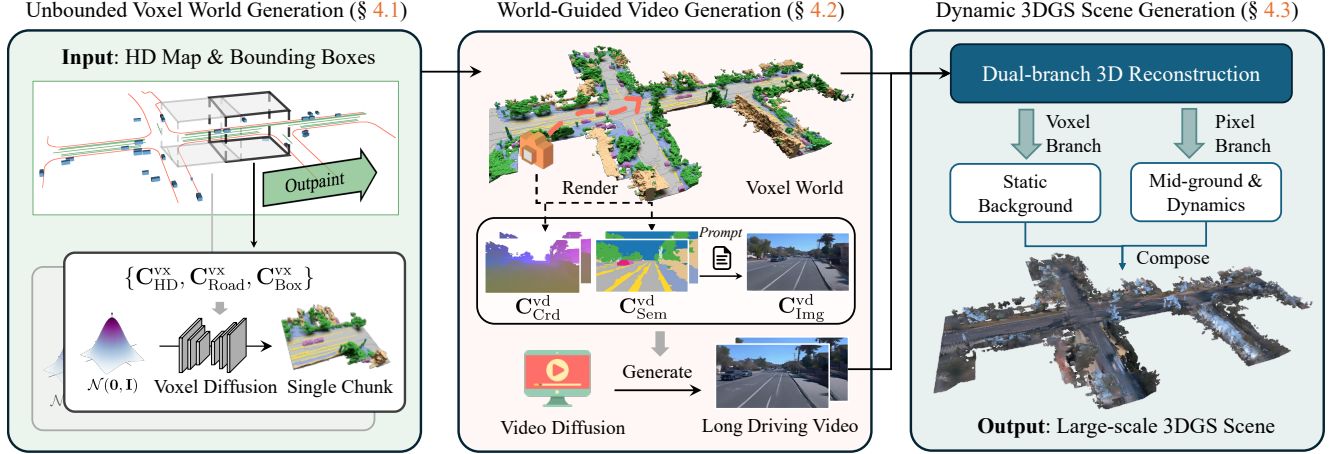 Unbounded Voxel World Generation (§ 4.1)
Input: HD Map & Bounding Boxes
Outpaint
{C^vx_HD, C^vx_Road, C^vx_Box}
N(0, I)
Voxel Diffusion
Single Chunk
N
World-Guided Video Generation (§ 4.2)
Render
Voxel World
Prompt
C^vd_Crd
C^vd_Sem
C^vd_Img
Generate
Video Diffusion
Long Driving Video
Dynamic 3DGS Scene Generation (§ 4.3)
Dual-branch 3D Reconstruction
Voxel
Branch
Pixel
Branch
Static
Background
Mid-ground &
Dynamics
Compose
Output: Large-scale 3DGS Scene